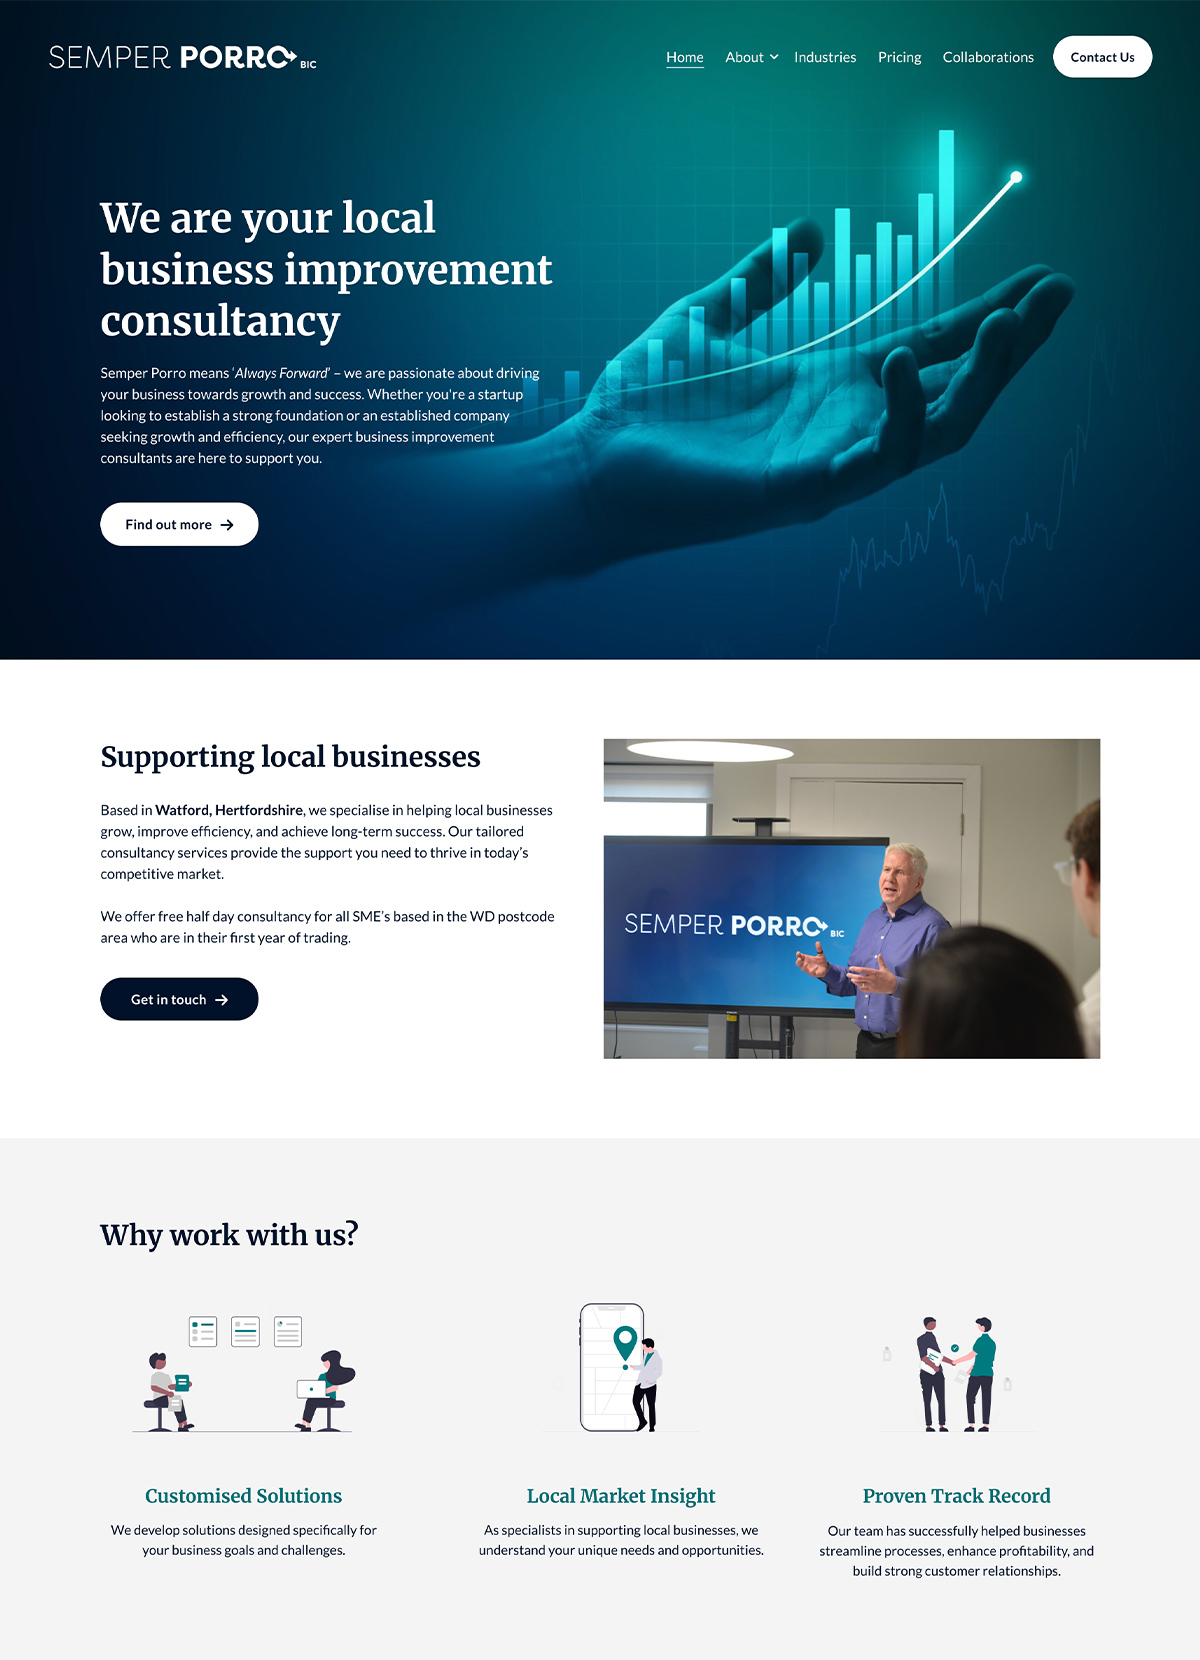 SEMPER PORRO BIC
Home About Industries Pricing Collaborations Contact Us
We are your local
business improvement
consultancy
Semper Porro means ‘Always Forward’ – we are passionate about driving
your business towards growth and success. Whether you're a startup
looking to establish a strong foundation or an established company
seeking growth and efficiency, our expert business improvement
consultants are here to support you.
Find out more
Supporting local businesses
Based in Watford, Hertfordshire, we specialise in helping local businesses
grow, improve efficiency, and achieve long-term success. Our tailored
consultancy services provide the support you need to thrive in today’s
competitive market.
We offer free half day consultancy for all SME’s based in the WD postcode
area who are in their first year of trading.
Get in touch
SEMPER PORRO BIC
Why work with us?
Customised Solutions
We develop solutions designed specifically for
your business goals and challenges.
Local Market Insight
As specialists in supporting local businesses, we
understand your unique needs and opportunities.
Proven Track Record
Our team has successfully helped businesses
streamline processes, enhance profitability, and
build strong customer relationships.